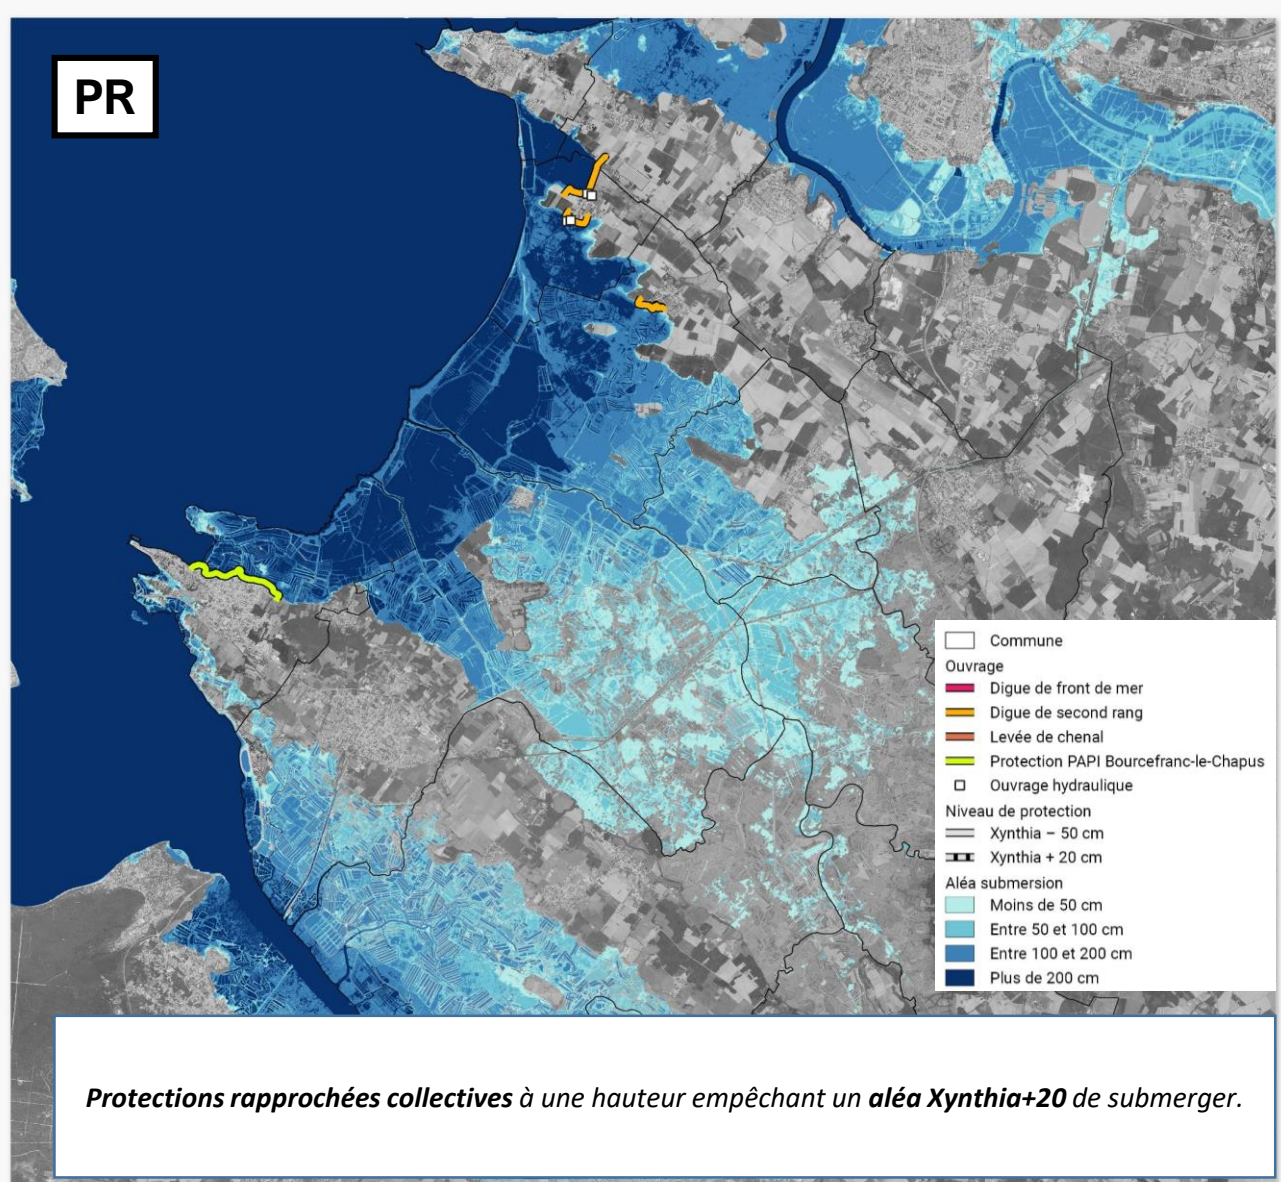 PR
Commune
Ouvrage
Digue de front de mer
Digue de second rang
Levée de chenal
Protection PAPI Bourcefranc-le-Chapus
Ouvrage hydraulique
Niveau de protection
Xynthia – 50 cm
Xynthia + 20 cm
Aléa submersion
Moins de 50 cm
Entre 50 et 100 cm
Entre 100 et 200 cm
Plus de 200 cm
Protections rapprochées collectives à une hauteur empêchant un aléa Xynthia+20 de submerger.